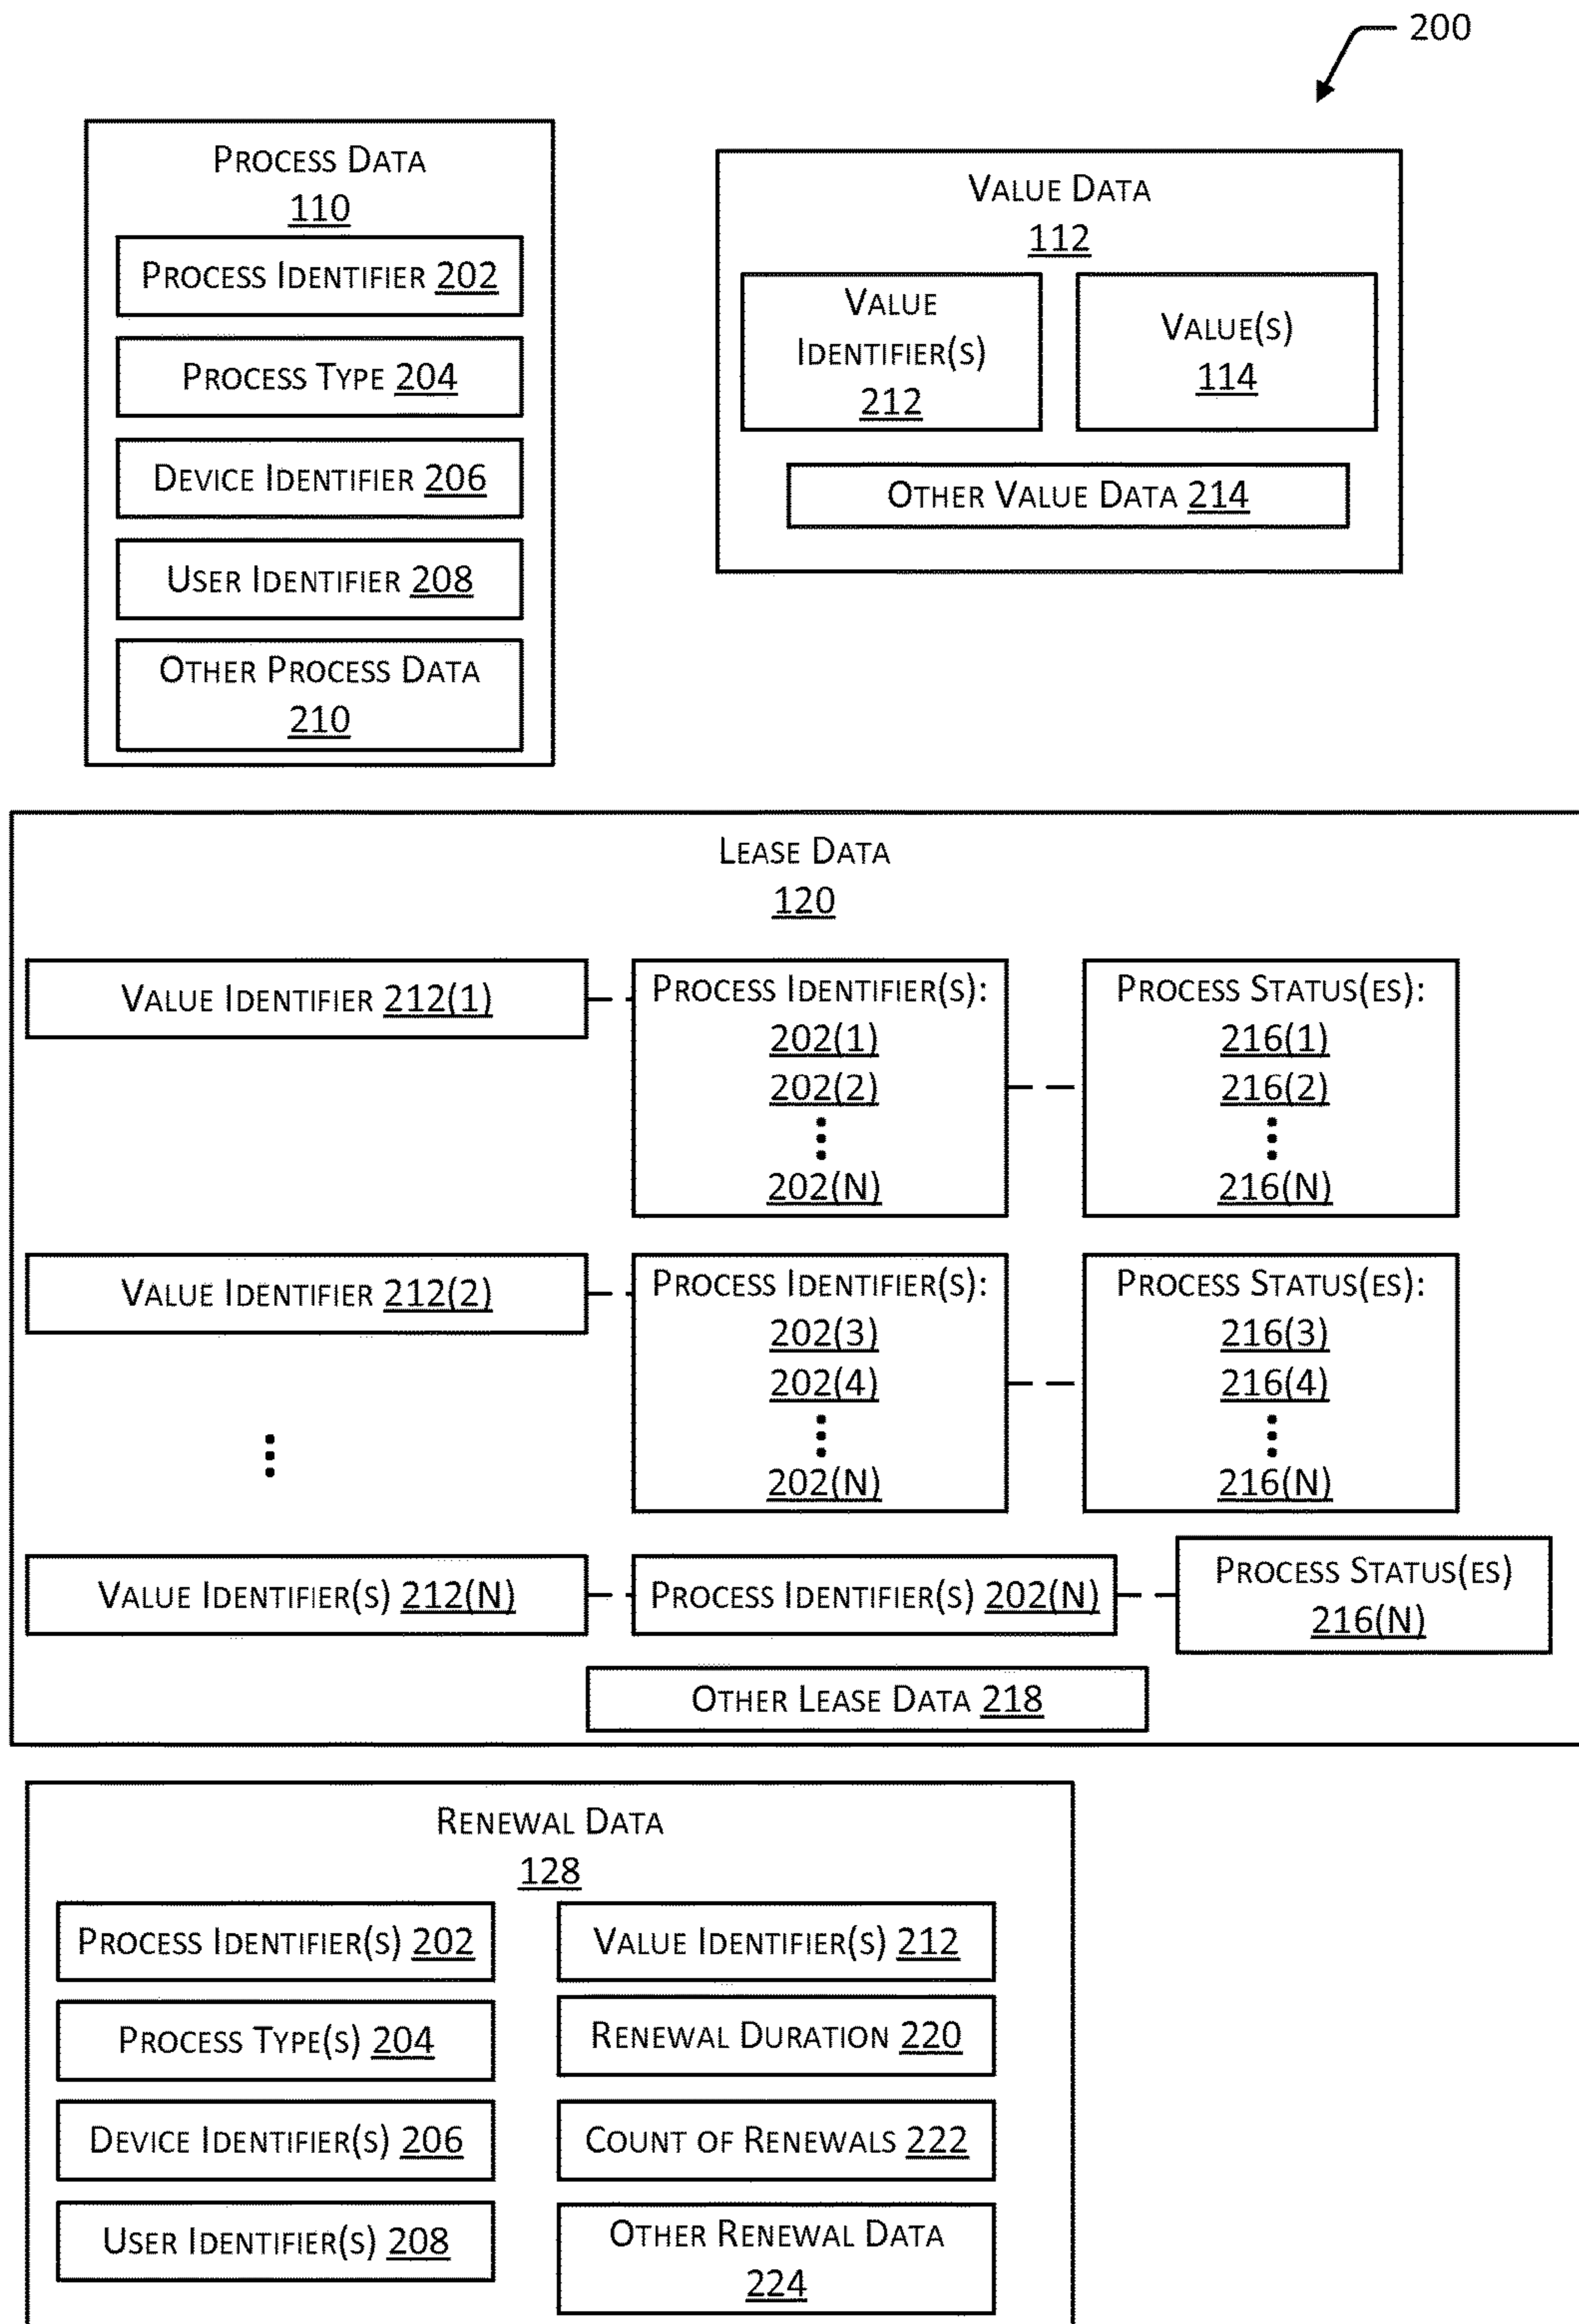 200
PROCESS DATA
110
PROCESS IDENTIFIER 202
PROCESS TYPE 204
DEVICE IDENTIFIER 206
USER IDENTIFIER 208
OTHER PROCESS DATA
210
VALUE DATA
112
VALUE
IDENTIFIER(S)
212
VALUE(S)
114
OTHER VALUE DATA 214
LEASE DATA
120
VALUE IDENTIFIER 212(1)
PROCESS IDENTIFIER(S):
202(1)
202(2)
⋮
202(N)
PROCESS STATUS(ES):
216(1)
216(2)
⋮
216(N)
VALUE IDENTIFIER 212(2)
PROCESS IDENTIFIER(S):
202(3)
202(4)
⋮
202(N)
PROCESS STATUS(ES):
216(3)
216(4)
⋮
216(N)
⋮
VALUE IDENTIFIER(S) 212(N)
PROCESS IDENTIFIER(S) 202(N)
PROCESS STATUS(ES)
216(N)
OTHER LEASE DATA 218
RENEWAL DATA
128
PROCESS IDENTIFIER(S) 202
PROCESS TYPE(S) 204
DEVICE IDENTIFIER(S) 206
USER IDENTIFIER(S) 208
VALUE IDENTIFIER(S) 212
RENEWAL DURATION 220
COUNT OF RENEWALS 222
OTHER RENEWAL DATA
224